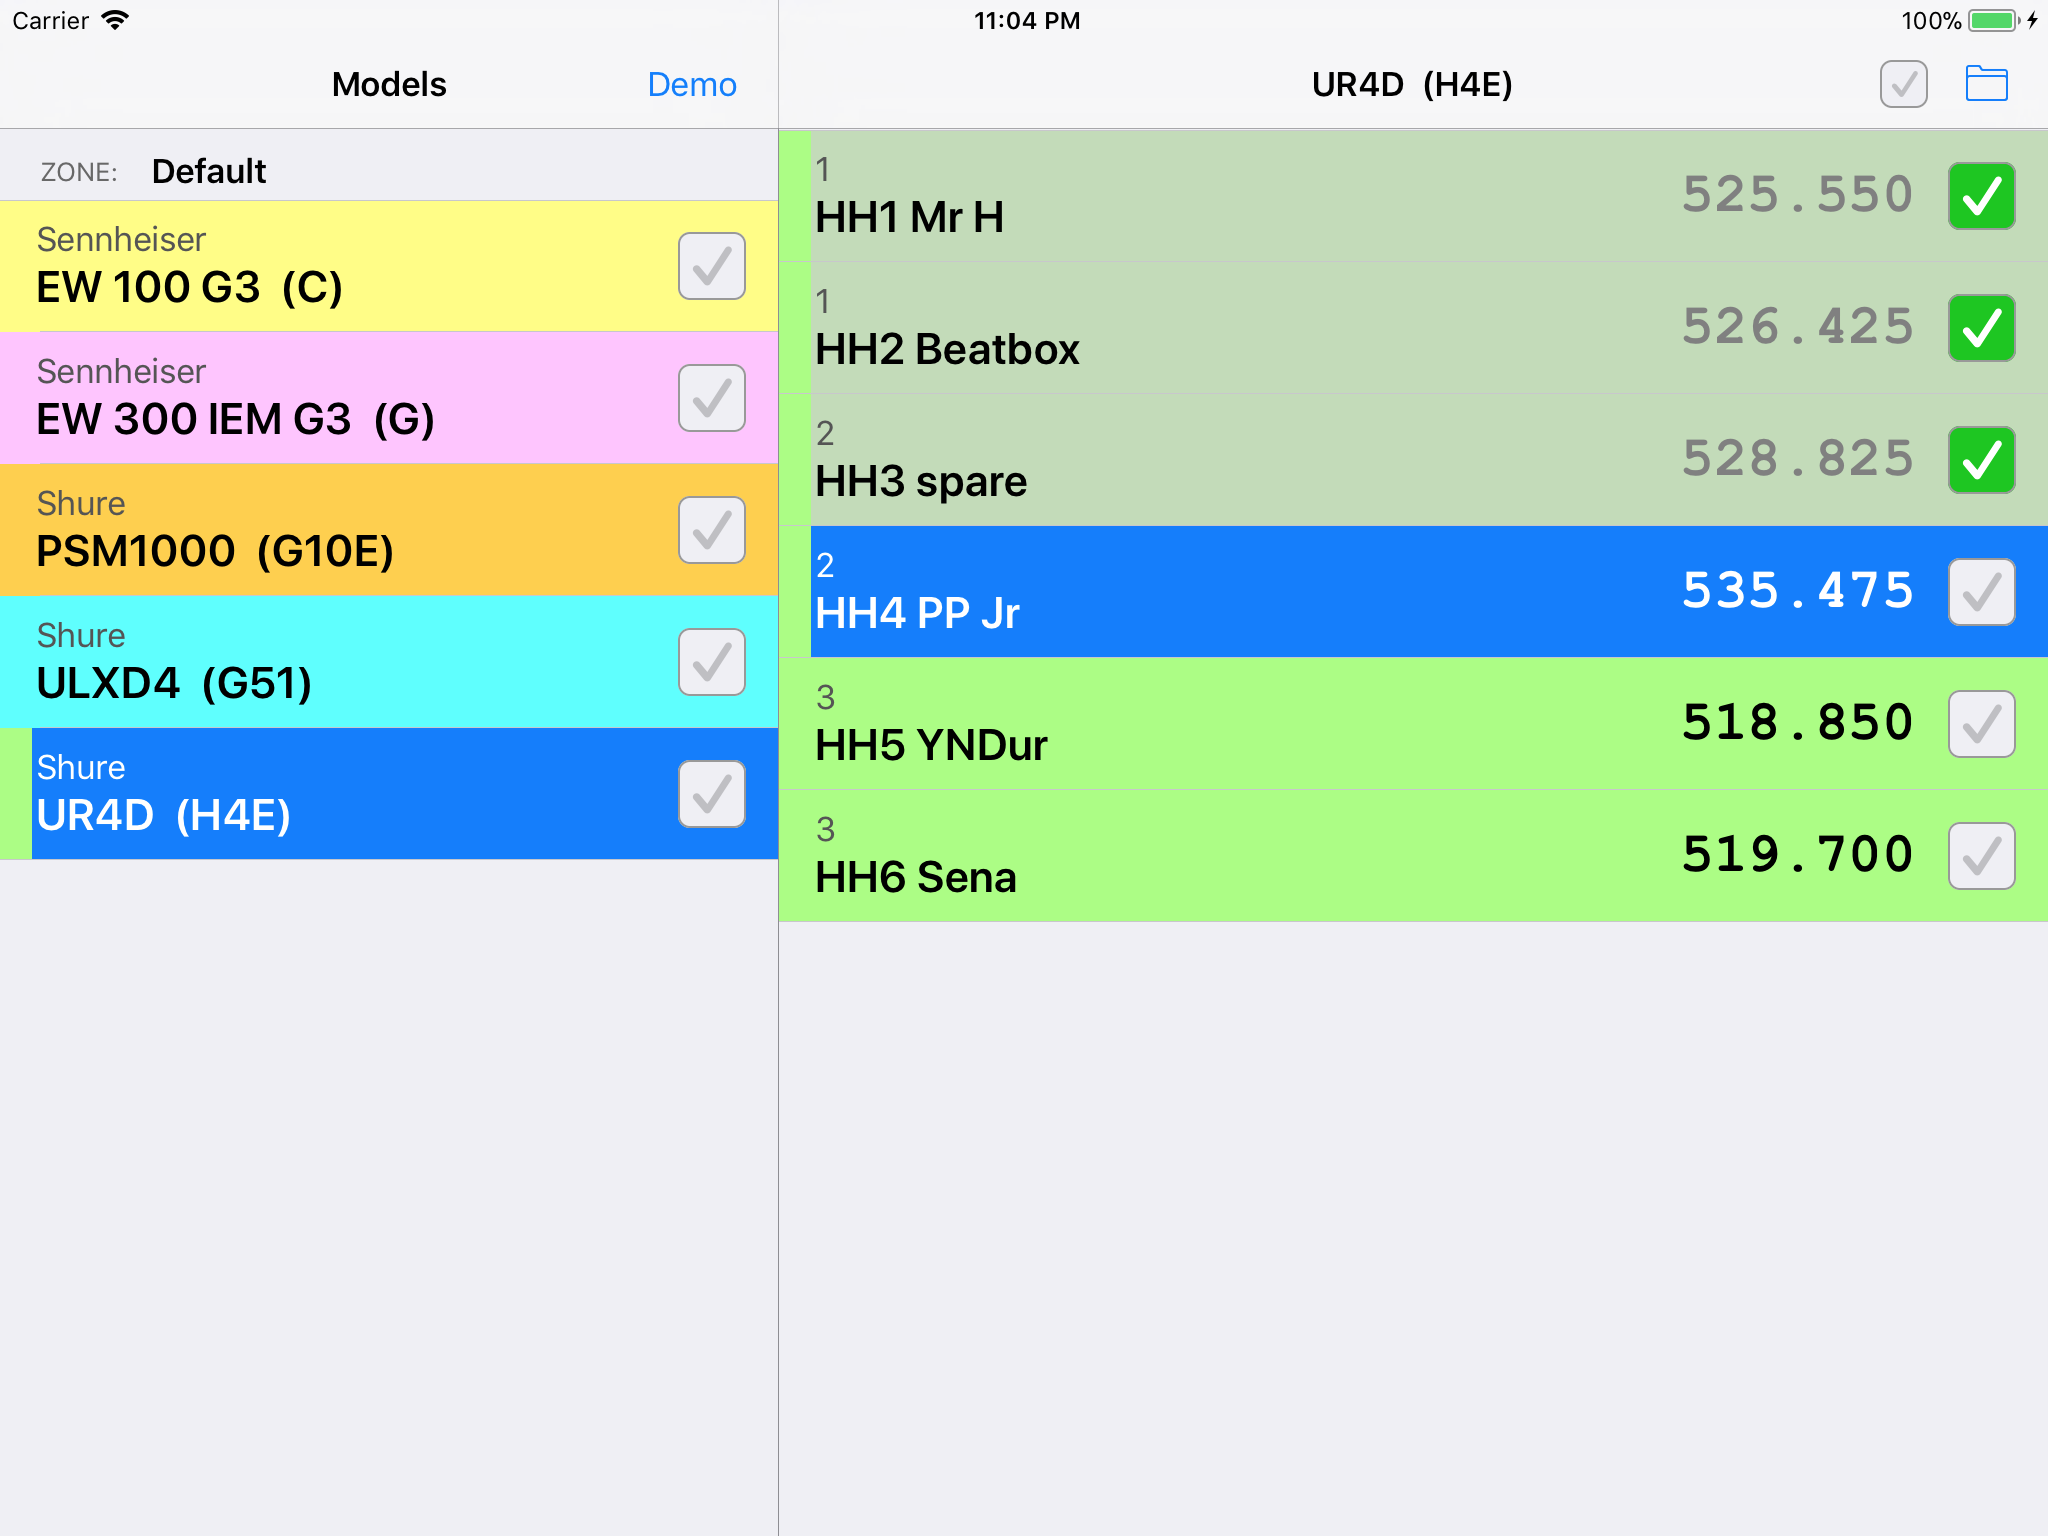 Carrier
11:04 PM
100%
Models
Demo
ZONE: Default
Sennheiser
EW 100 G3 (C)
Sennheiser
EW 300 IEM G3 (G)
Shure
PSM1000 (G10E)
Shure
ULXD4 (G51)
Shure
UR4D (H4E)
UR4D (H4E)
1
HH1 Mr H
525.550
1
HH2 Beatbox
526.425
2
HH3 spare
528.825
2
HH4 PP Jr
535.475
3
HH5 YNDur
518.850
3
HH6 Sena
519.700